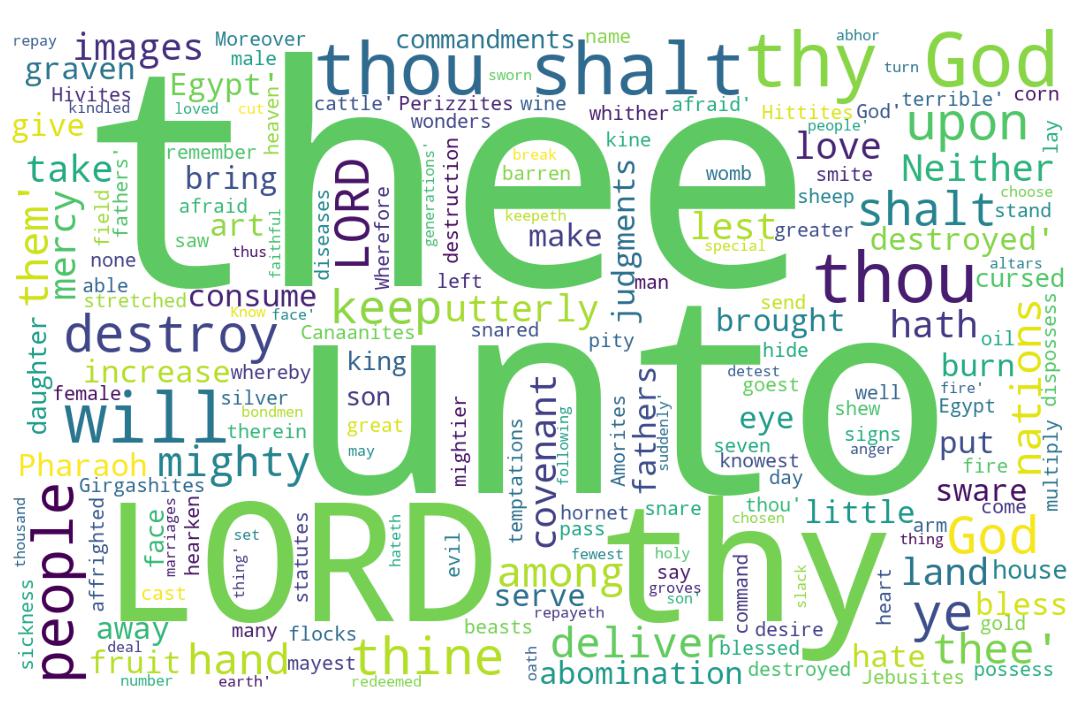 repay images Moreover commandments name abhor
graven male thou shalt thy turn God
Hivites Egypt' heaven' sworn
kindled loved cut cattle' Perizzites wine whither afraid' Hittites God' terrible' corn
give thee wonders kine people' upon lay
take remember LORD break judgments love Neither
them' mercy field fathers' bring diseases Wherefore generations' destruction barren womb smite sheep choose
afraid art faithful keepeth lest greater shalt stand
saw thus make special destroyed'
none left man thou altars
able stretched consume send cursed
Know face' keep utterly brought hath nations dispossess
destroy Canaanites snared pity hide oil
daughter king unto detest burn
increase whereby goest fire'
female will silver son covenant fathers suddenly' eye well shew Egypt
bondmen great mightier following Amorites signs put
therein may seven anger
Pharaoh mighty temptations knowest fire multiply
Girgashites day sware
people thousand LORD hornet snare thou' little come
face marriages hearken statutes set hateth evil pass thy chosen arm God
affrighted thing' fewest holy thing
sickness cast among say command slack heart land house
serve groves son ye bless
away many flocks beasts repayeth desire gold
deal deliver blessed hate thee'
fruit hand mayest thine oath abomination destroyed Jebusites possess
number earth' redeemed